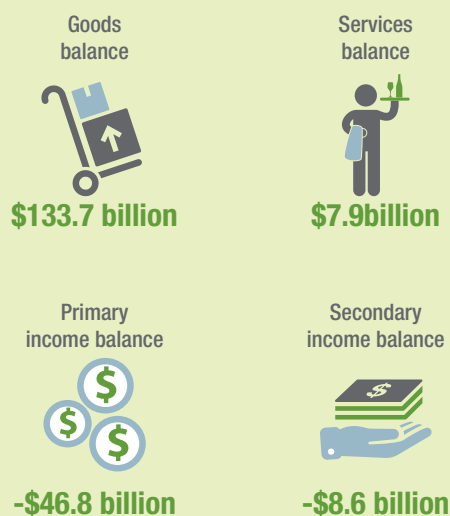 Goods
balance
Services
balance
$133.7 billion
$7.9billion
Primary
income balance
Secondary
income balance
$
$
$
$
-$46.8 billion
-$8.6 billion